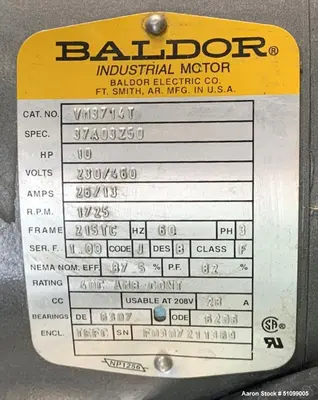 BALDOR®
INDUSTRIAL MOTOR
BALDOR ELECTRIC CO.
FT. SMITH, AR. MFG. IN U.S.A.
CAT. NO. VM3714T
SPEC. 37A03Z50
HP 10
VOLTS 230/460
AMPS 26/13
R.P.M. 1725
FRAME 215TC HZ 60 PH 3
SER. F. 1.00 CODE J DES B CLASS F
NEMA NOM. EFF. 87.5 % P.F. 82 %
RATING 40C AMB CONT
CC USABLE AT 208V 28 A
BEARINGS DE 6307 ODE 6206
ENCL. TEFC SN
NP1256
Aaron Stock # 51099005